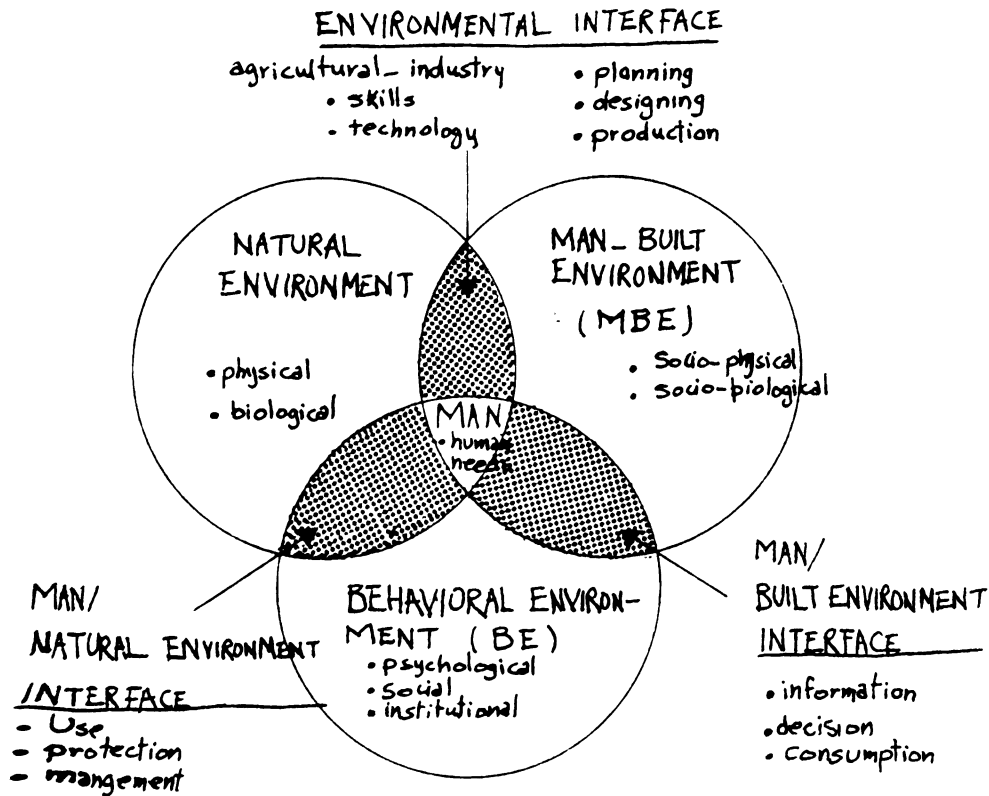 ENVIRONMENTAL INTERFACE
agricultural_ industry
• skills
• technology
• planning
• designing
• production
NATURAL
ENVIRONMENT
• physical
• biological
MAN_ BUILT
ENVIRONMENT
(MBE)
• Socio-physical
• socio-biological
MAN
• human
needs
MAN/
NATURAL ENVIRONMENT
INTERFACE
- Use
- protection
- mangement
BEHAVIORAL ENVIRON-
MENT (BE)
• psychological
• social
• institutional
MAN/
BUILT ENVIRONMENT
INTERFACE
• information
• decision
• consumption